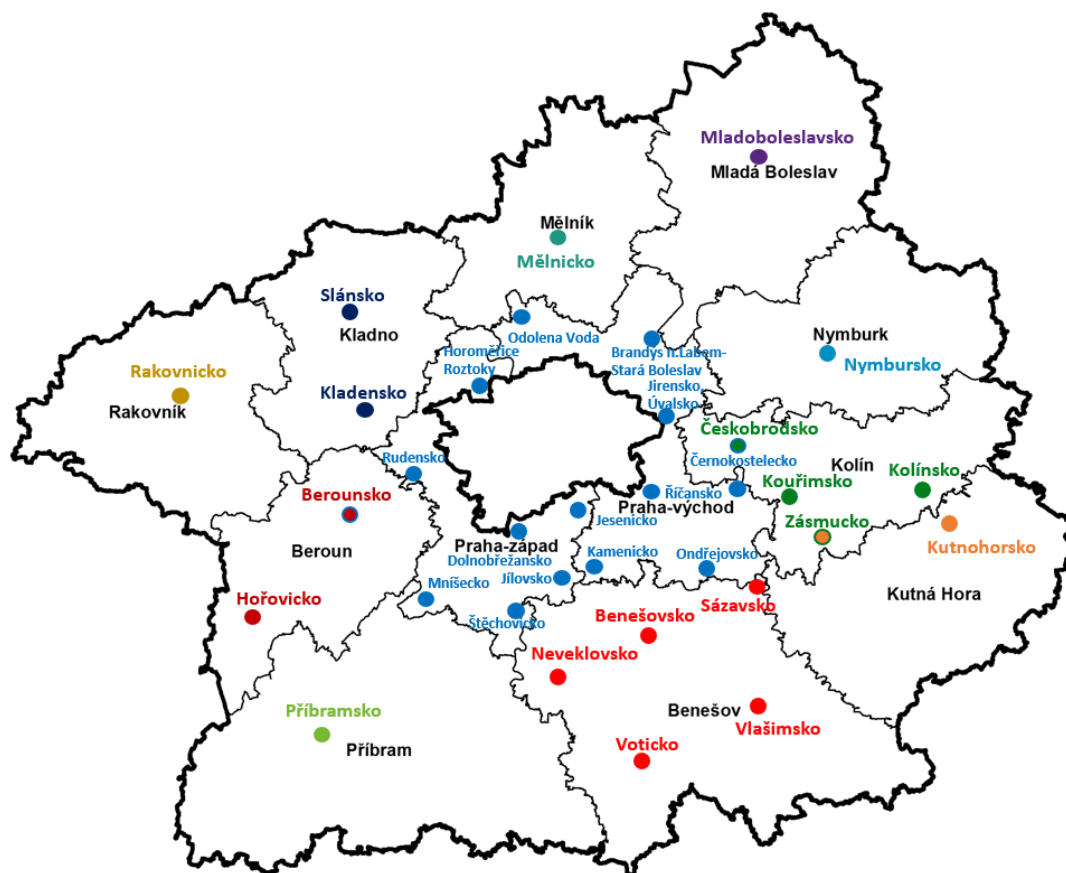 Mladoboleslavsko
Mladá Boleslav
Mělník
Mělnicko
Slánsko
Kladno
Odolena Voda
Nymburk
Nymbursko
Horoměřice
Roztoky
Brandys n.Labem-
Stará Boleslav
Jirensko,
Úvalsko
Rakovnicko
Rakovník
Kladensko
Českobrodsko
Rudensko
Černokostelecko
Kolín
Kolínsko
Kouřimsko
Berounsko
Říčansko
Praha-východ
Jesenicko
Zásmucko
Kutnohorsko
Beroun
Praha-západ
Dolnobřežansko
Kamenicko
Ondřejovsko
Mníšecko
Jílovsko
Sázavsko
Kutná Hora
Hořovicko
Štěchovicko
Benešovsko
Neveklovsko
Příbramsko
Příbram
Benešov
Vlašimsko
Voticko